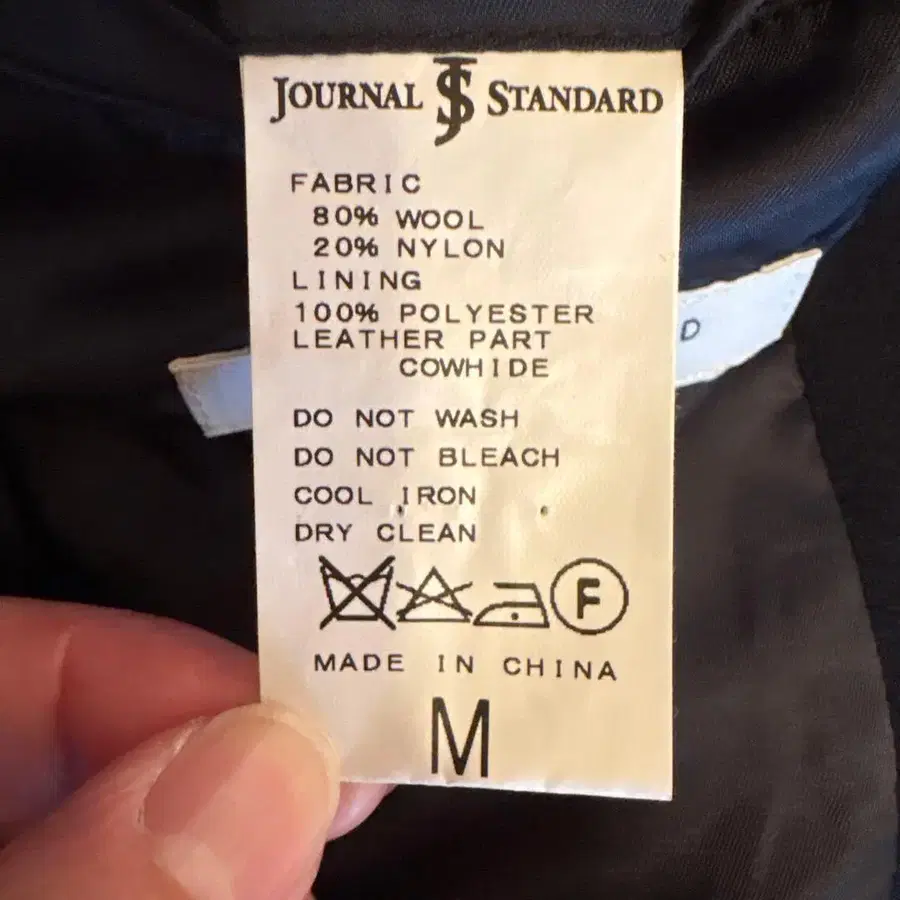 JOURNAL JS STANDARD
FABRIC
80% WOOL
20% NYLON
LINING
100% POLYESTER
LEATHER PART
COWHIDE
DO NOT WASH
DO NOT BLEACH
COOL IRON
DRY CLEAN
F
MADE IN CHINA
M
D